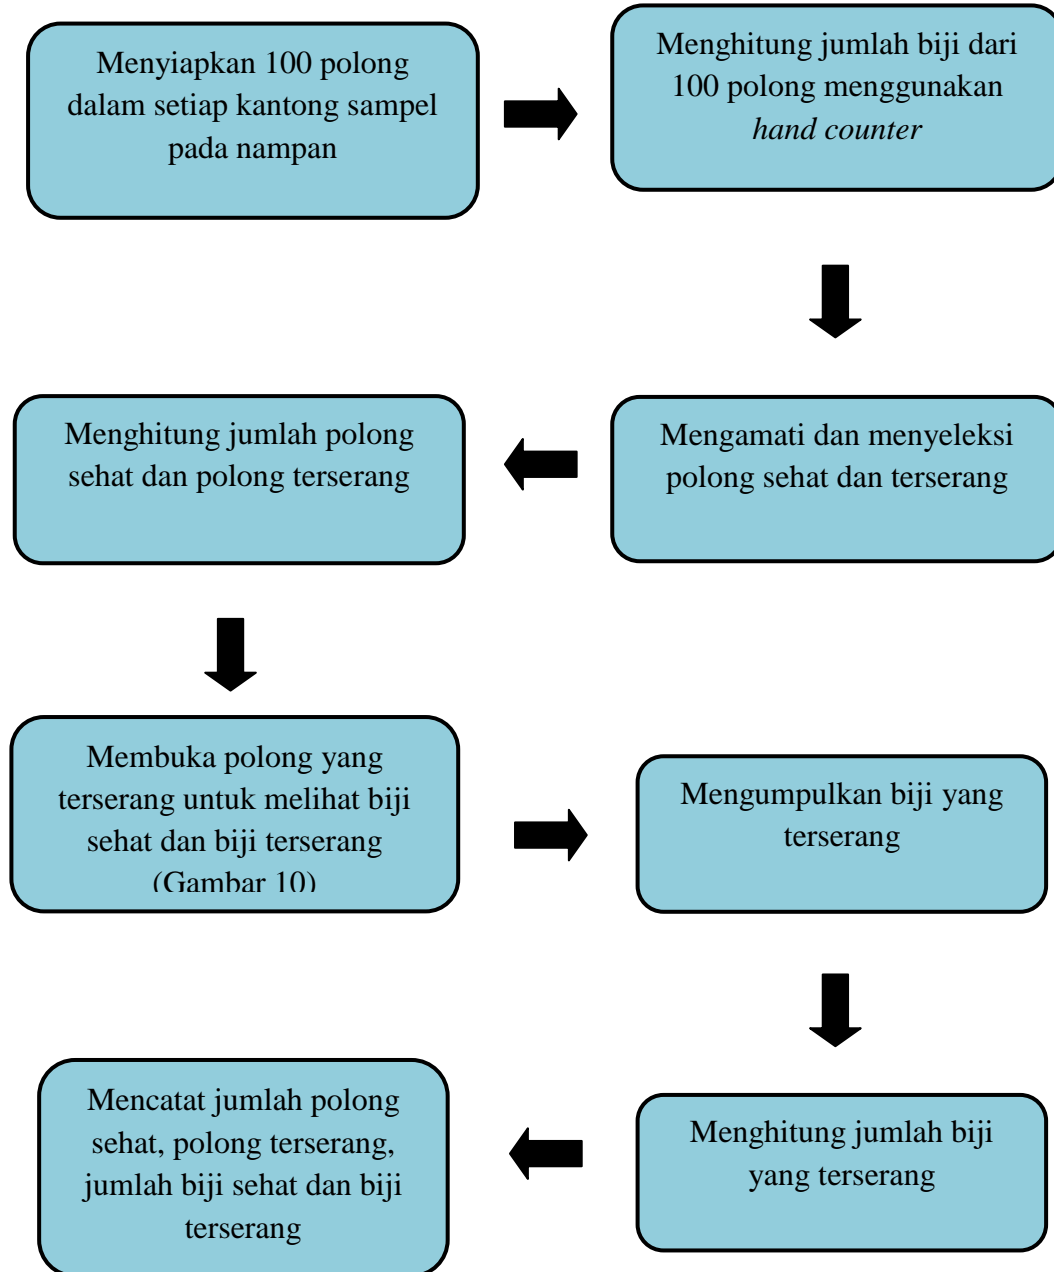 Menyiapkan 100 polong
dalam setiap kantong sampel
pada nampan
Menghitung jumlah biji dari
100 polong menggunakan
hand counter
Mengamati dan menyeleksi
polong sehat dan terserang
Menghitung jumlah polong
sehat dan polong terserang
Membuka polong yang
terserang untuk melihat biji
sehat dan biji terserang
(Gambar 10)
Mengumpulkan biji yang
terserang
Menghitung jumlah biji
yang terserang
Mencatat jumlah polong
sehat, polong terserang,
jumlah biji sehat dan biji
terserang